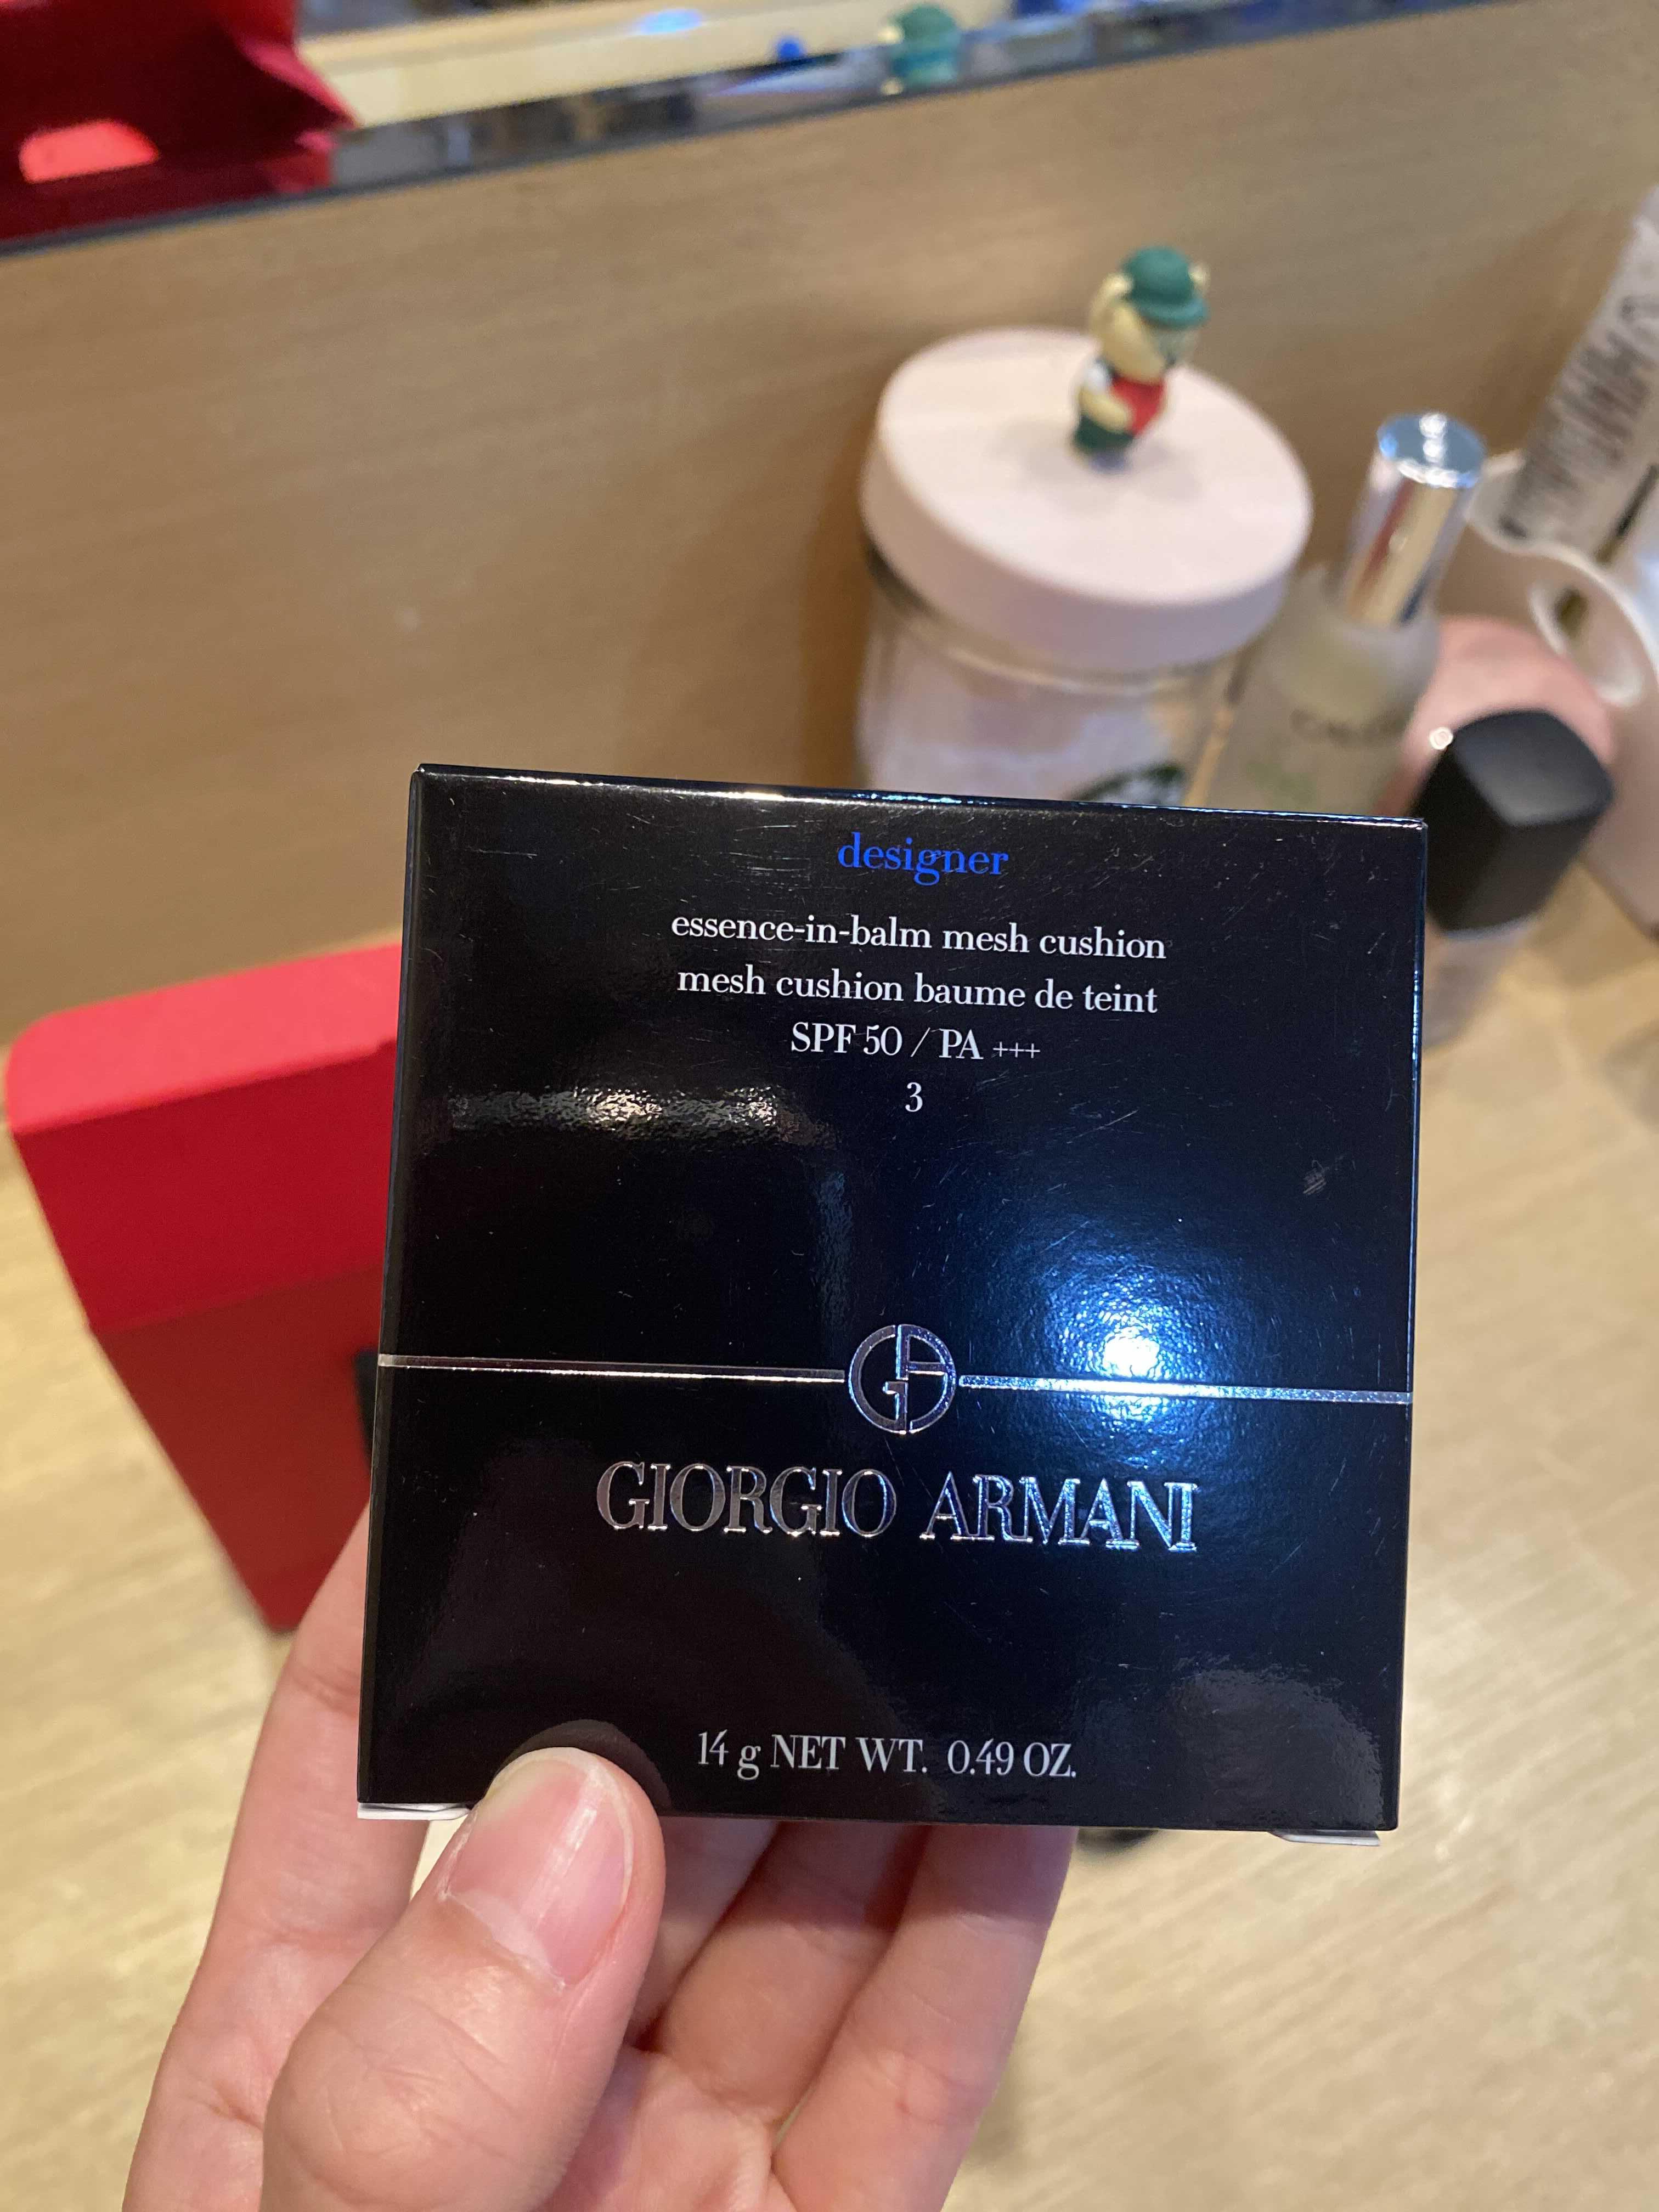 designer
essence-in-balm mesh cushion
mesh cushion baume de teint
SPF 50 / PA +++
3
GA
GIORGIO ARMANI
14 g NET WT. 0.49 OZ.